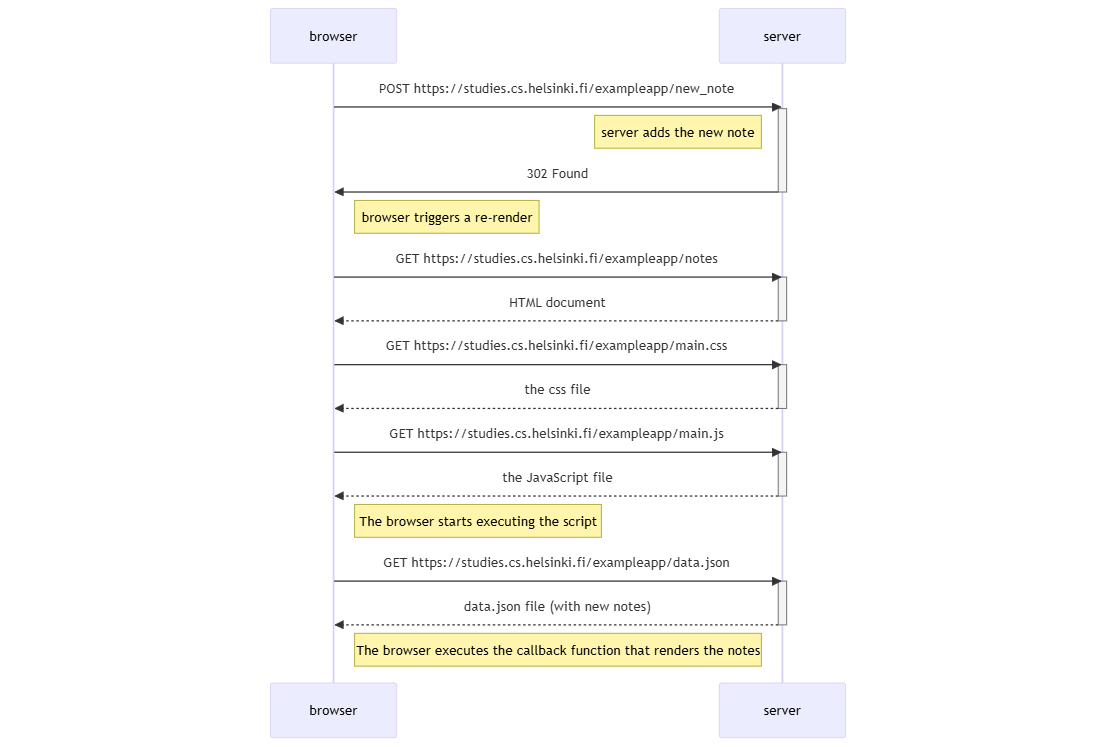 browser
server
POST https://studies.cs.helsinki.fi/exampleapp/new_note
server adds the new note
302 Found
browser triggers a re-render
GET https://studies.cs.helsinki.fi/exampleapp/notes
HTML document
GET https://studies.cs.helsinki.fi/exampleapp/main.css
the css file
GET https://studies.cs.helsinki.fi/exampleapp/main.js
the JavaScript file
The browser starts executing the script
GET https://studies.cs.helsinki.fi/exampleapp/data.json
data.json file (with new notes)
The browser executes the callback function that renders the notes
browser
server